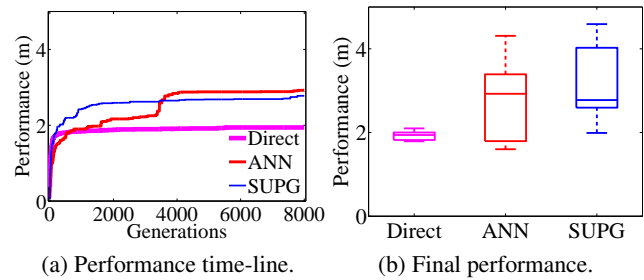 Performance (m)
4
2
0
Direct
ANN
SUPG
0 2000 4000 6000 8000
Generations
(a) Performance time-line.
Performance (m)
4
2
0
Direct ANN SUPG
(b) Final performance.